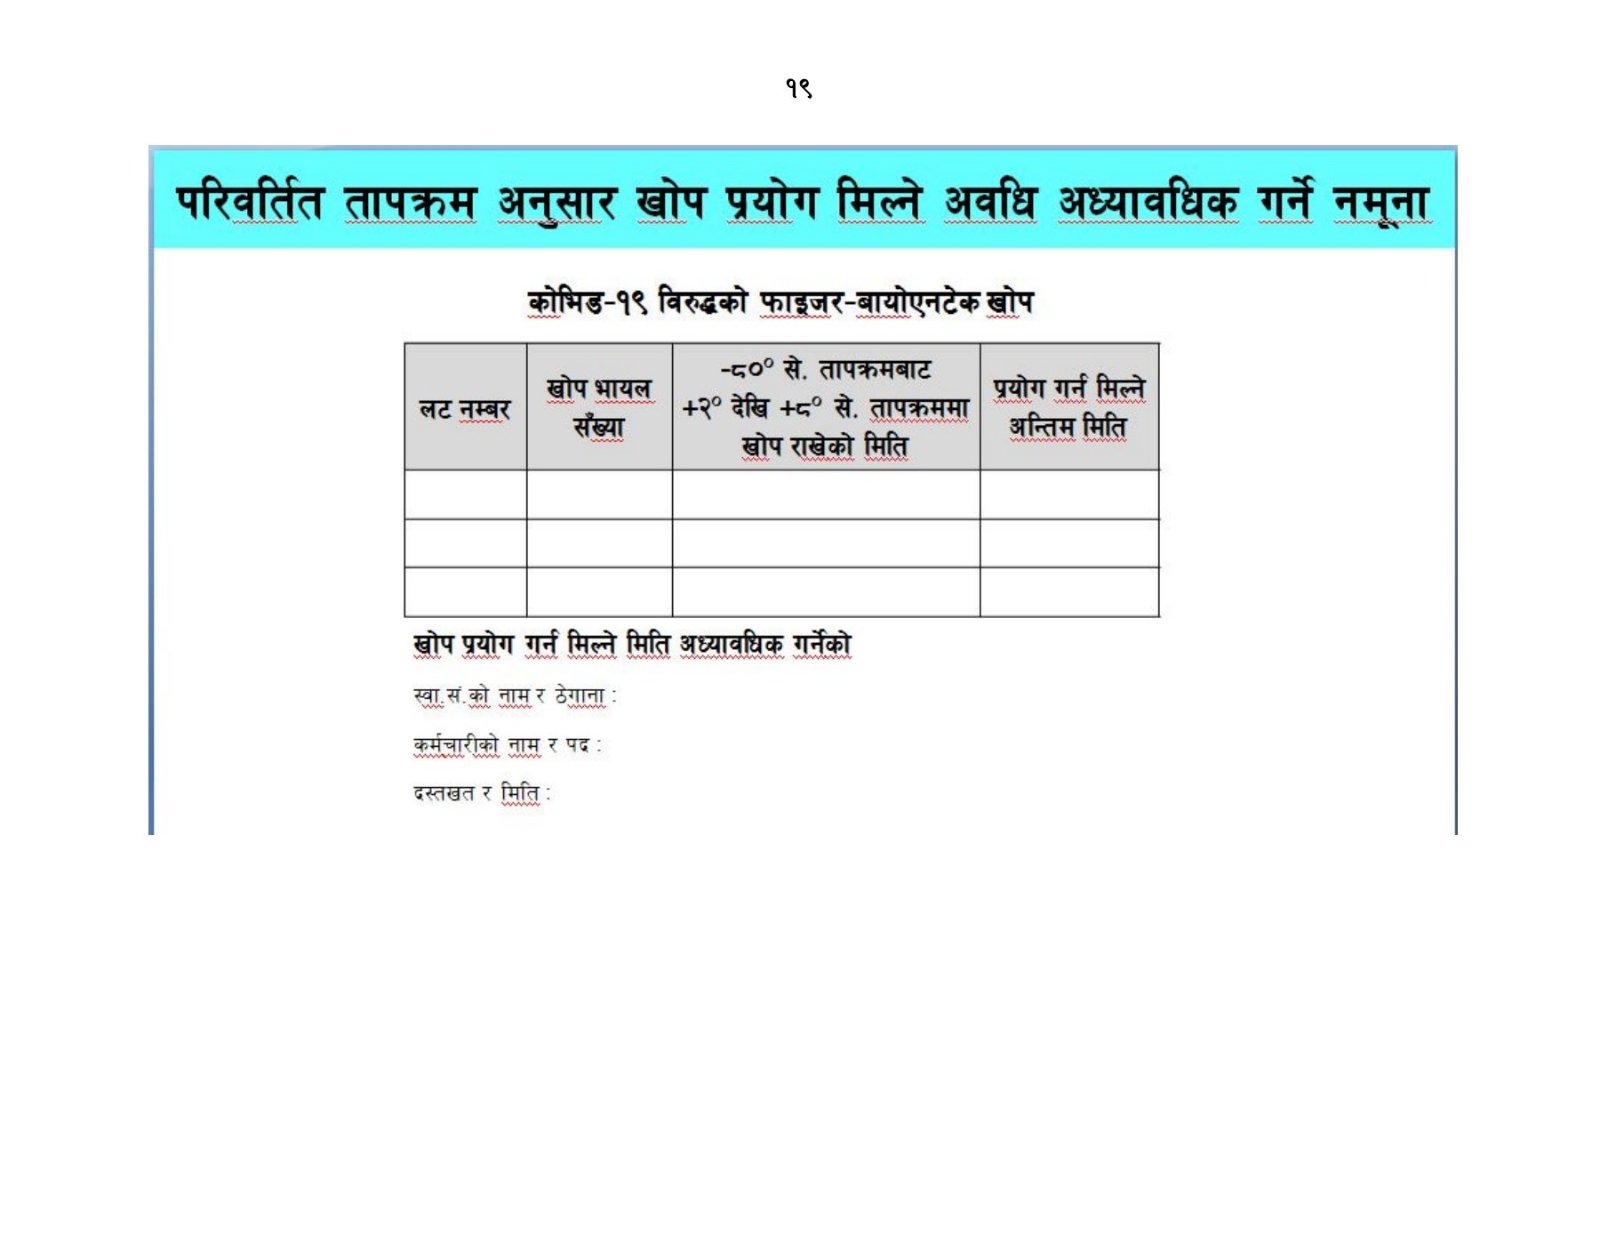 १९
परिवर्तित तापक्रम अनुसार खोप प्रयोग मिल्ने अवधि अध्यावधिक गर्ने नमूना
कोभिड-१९ विरुद्धको फाइजर-बायोएनटेक खोप
लट नम्बर
खोप भायल
सँख्या
-८०° से. तापक्रमबाट
+२° देखि +८° से. तापक्रममा
खोप राखेको मिति
प्रयोग गर्न मिल्ने
अन्तिम मिति
खोप प्रयोग गर्न मिल्ने मिति अध्यावधिक गर्नेको
स्वा.सं.को नाम र ठेगाना :
कर्मचारीको नाम र पद :
दस्तखत र मिति :